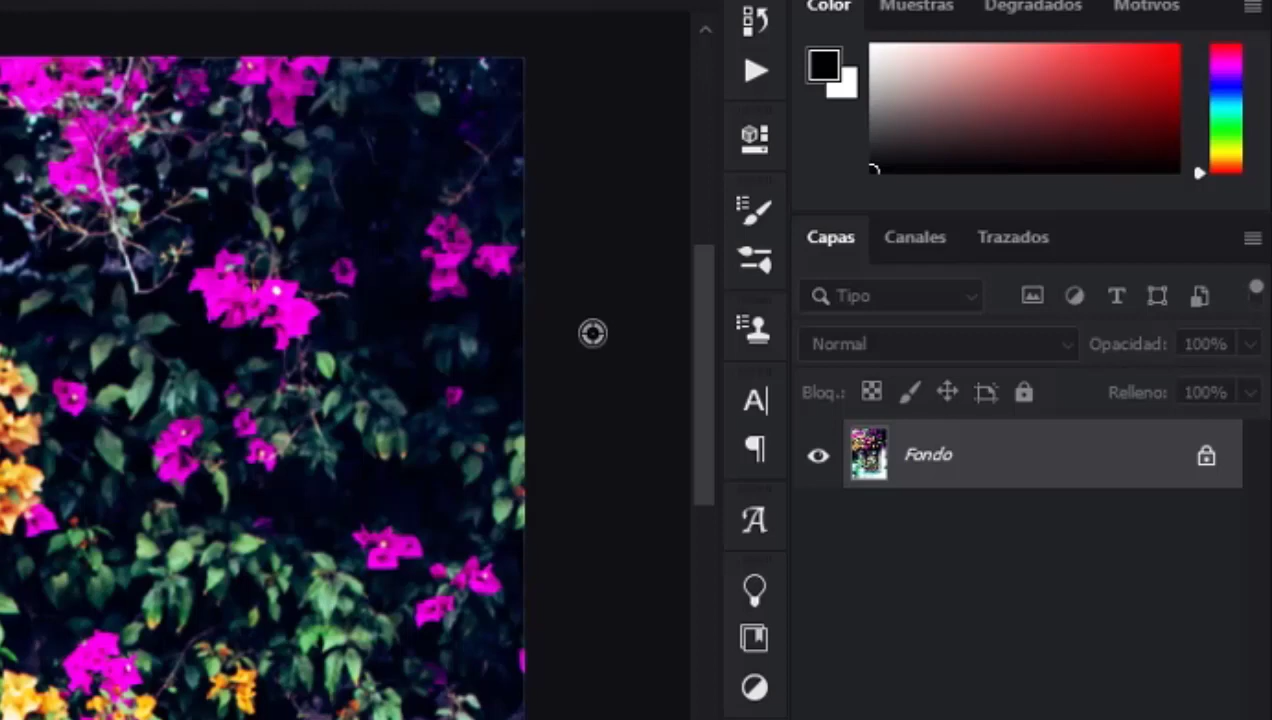 Color Muestras Degradados Motivos
Capas Canales Trazados
Tipo
Normal Opacidad: 100%
Bloq.: Relleno: 100%
Fondo